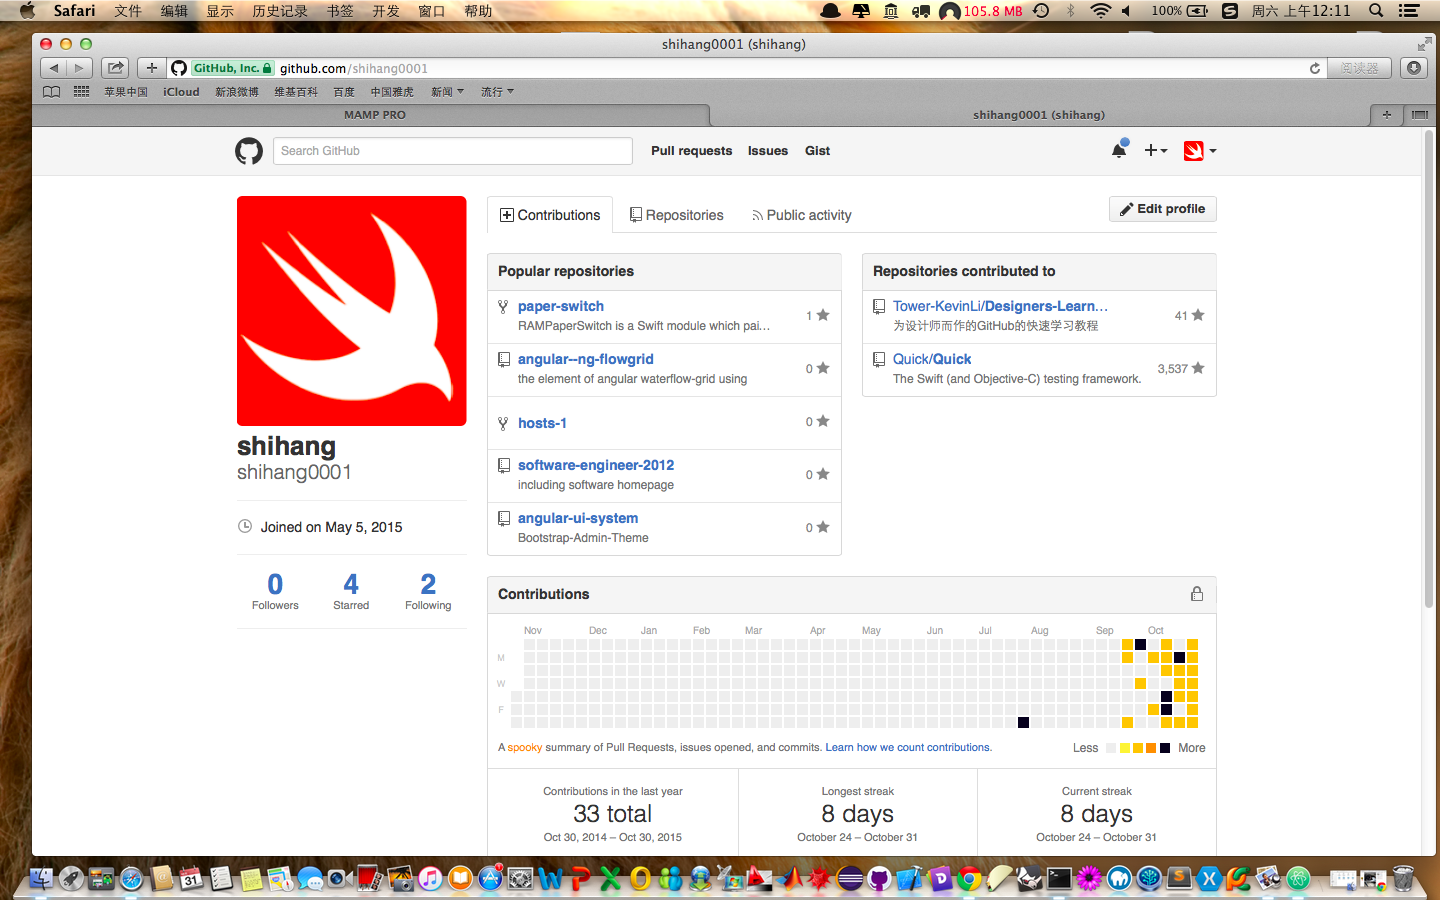 Safari 文件 编辑 显示 历史记录 书签 开发 窗口 帮助 105.8 MB 100% 周六 上午12:11
shihang0001 (shihang)
GitHub, Inc. github.com/shihang0001 阅读器
苹果中国 iCloud 新浪微博 维基百科 百度 中国雅虎 新闻 流行
MAMP PRO shihang0001 (shihang)
Search GitHub Pull requests Issues Gist
Contributions Repositories Public activity Edit profile
shihang
shihang0001
Joined on May 5, 2015
0 4 2
Followers Starred Following
Popular repositories
paper-switch
RAMPaperSwitch is a Swift module which pai… 1
angular--ng-flowgrid
the element of angular waterflow-grid using 0
hosts-1 0
software-engineer-2012
including software homepage 0
angular-ui-system
Bootstrap-Admin-Theme 0
Repositories contributed to
Tower-KevinLi/Designers-Learn…
为设计师而作的GitHub的快速学习教程 41
Quick/Quick
The Swift (and Objective-C) testing framework. 3,537
Contributions
Nov Dec Jan Feb Mar Apr May Jun Jul Aug Sep Oct
M
W
F
A spooky summary of Pull Requests, issues opened, and commits. Learn how we count contributions. Less More
Contributions in the last year
33 total
Oct 30, 2014 – Oct 30, 2015
Longest streak
8 days
October 24 – October 31
Current streak
8 days
October 24 – October 31
31